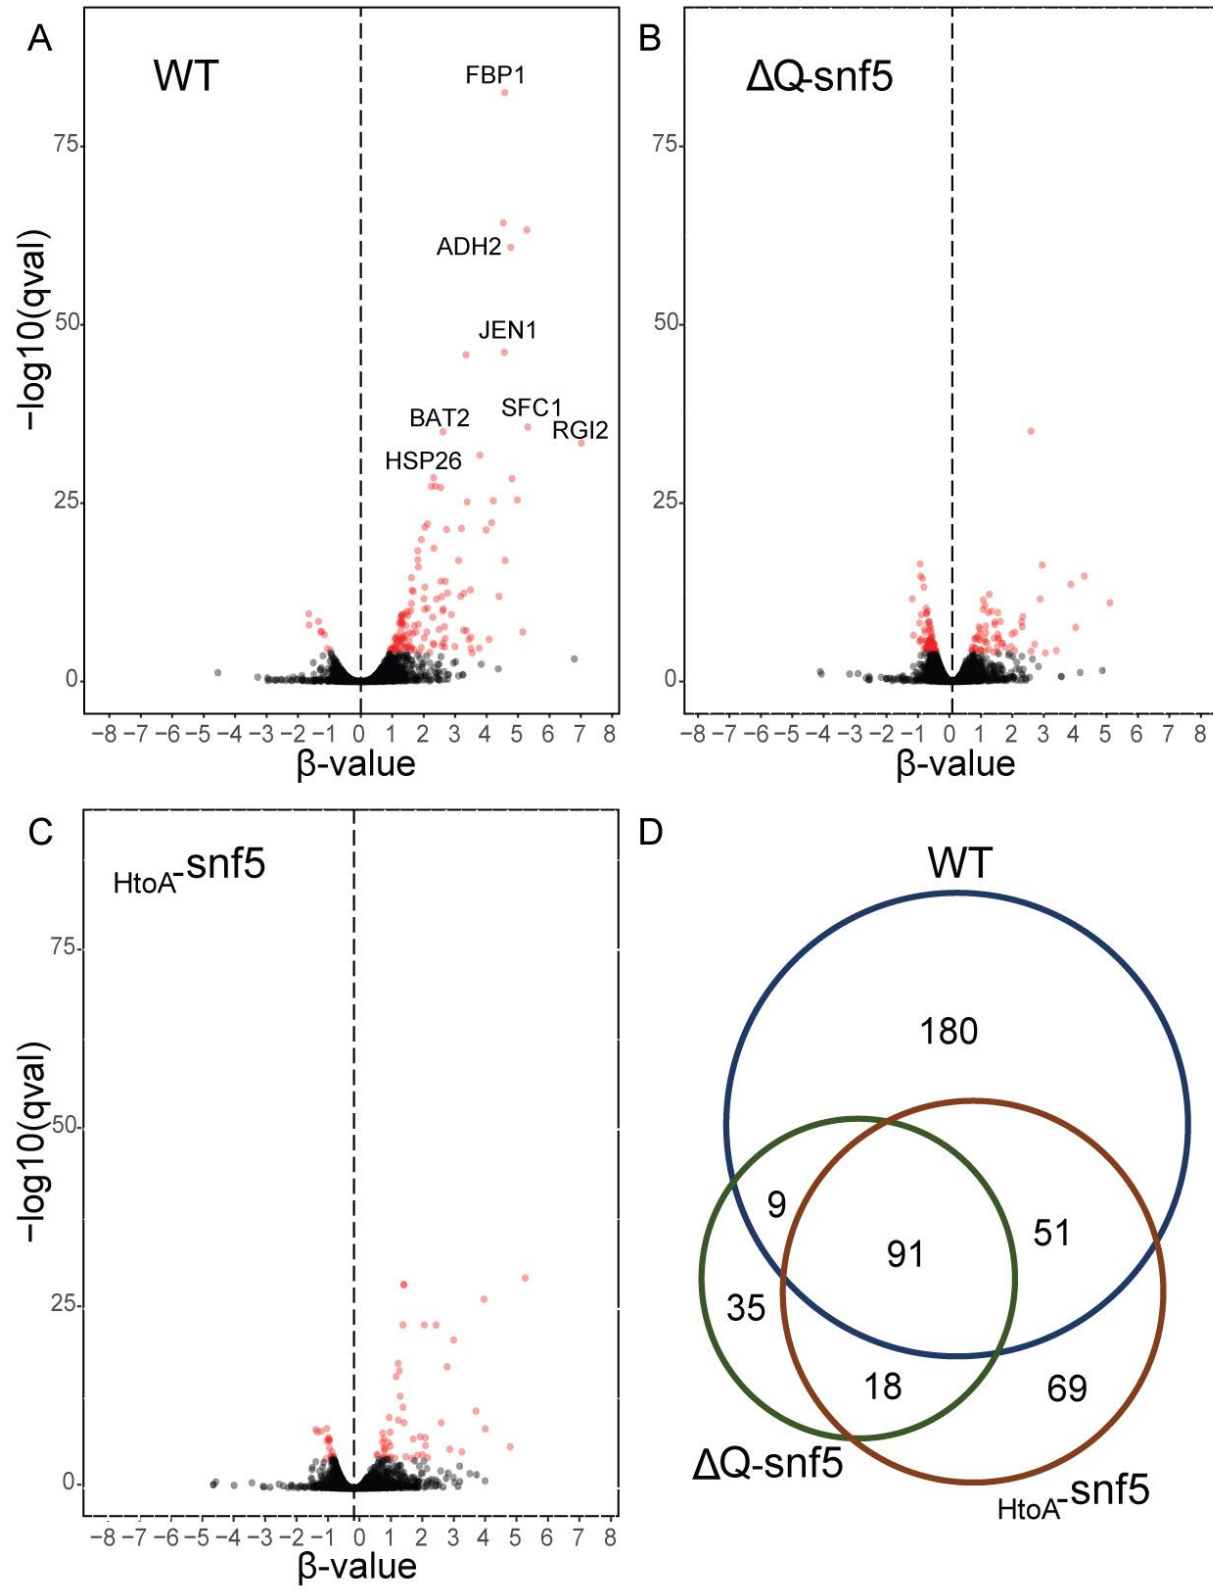 A
WT
FBP1
ADH2
JEN1
SFC1
BAT2
RGI2
HSP26
75
50
25
0
−log10(qval)
−8 −7 −6 −5 −4 −3 −2 −1 0 1 2 3 4 5 6 7 8
β-value
B
ΔQ-snf5
75
50
25
0
−8 −7 −6 −5 −4 −3 −2 −1 0 1 2 3 4 5 6 7 8
β-value
C
HtoA-snf5
75
50
25
0
−log10(qval)
−8 −7 −6 −5 −4 −3 −2 −1 0 1 2 3 4 5 6 7 8
β-value
D
WT
180
9
51
91
35
18
69
ΔQ-snf5
HtoA-snf5